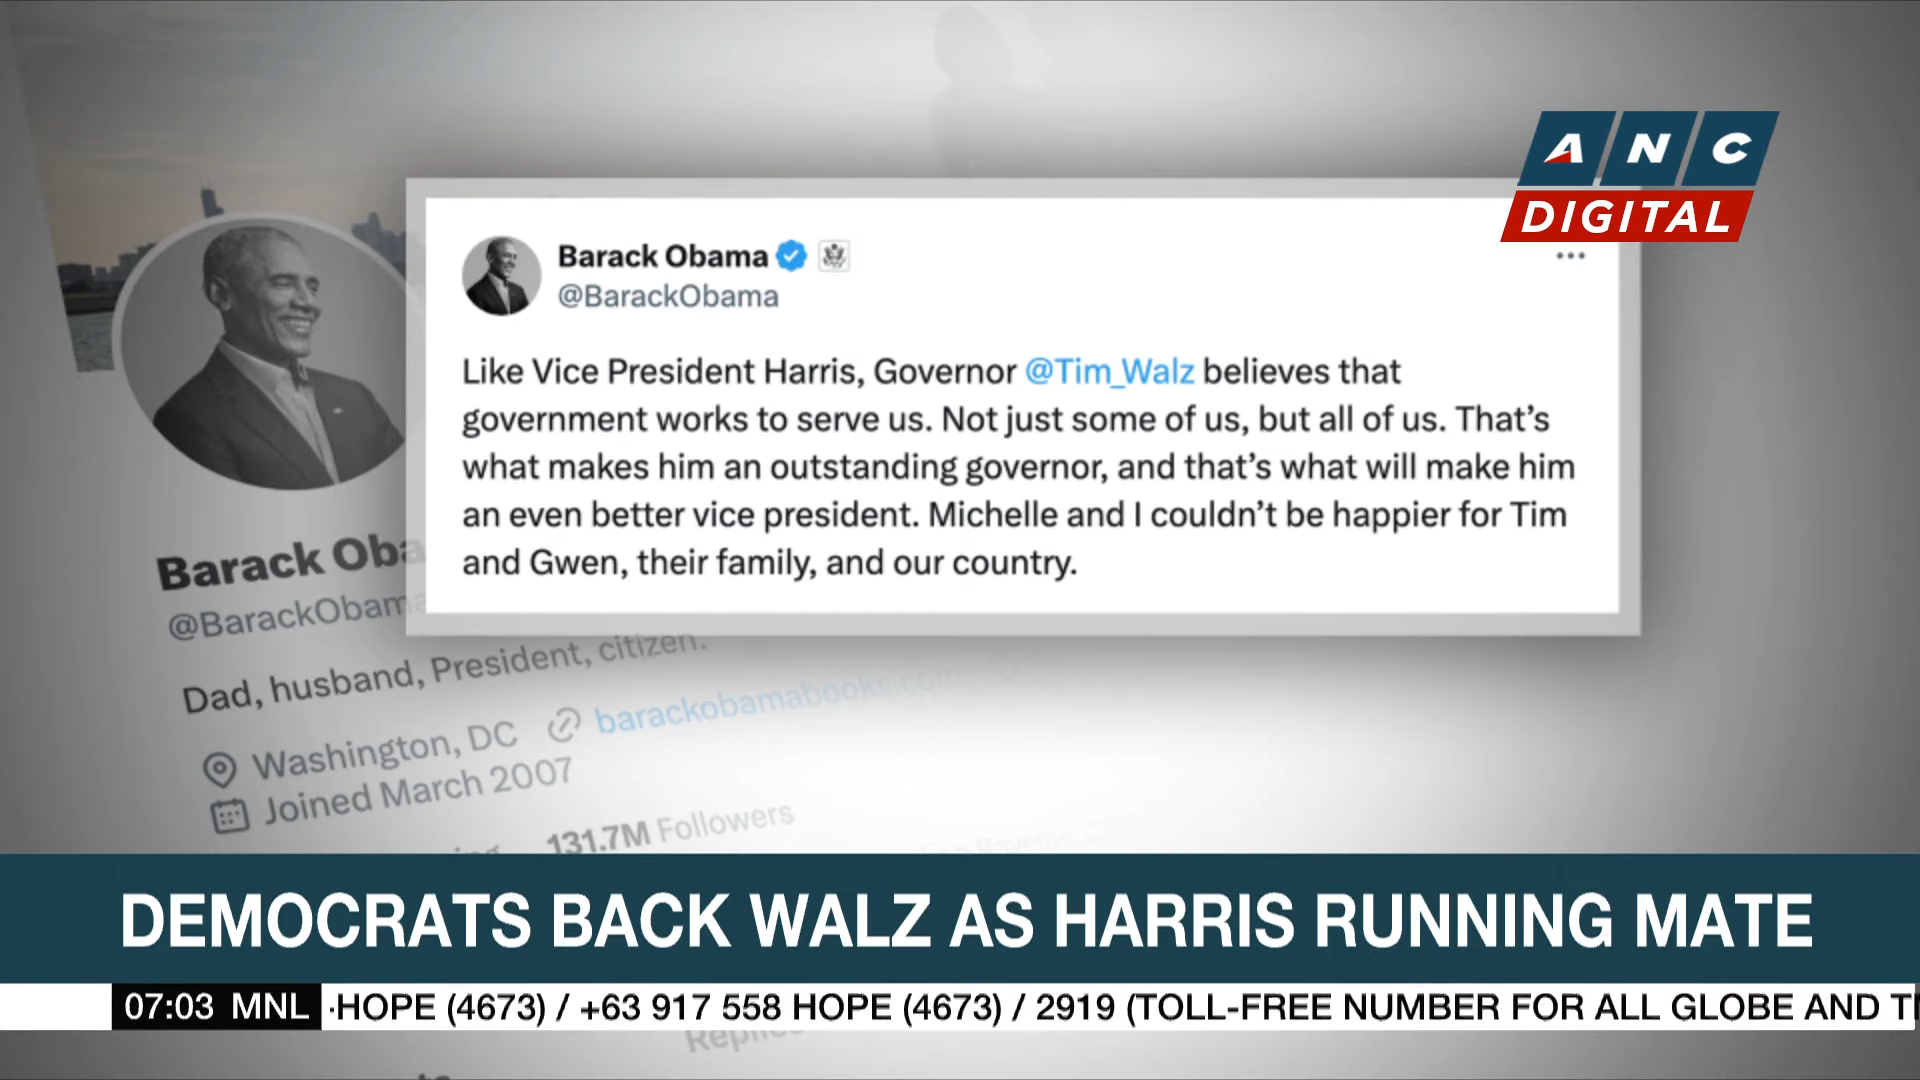 ANC
DIGITAL
Barack Obama
@BarackObama
Like Vice President Harris, Governor @Tim_Walz believes that
government works to serve us. Not just some of us, but all of us. That’s
what makes him an outstanding governor, and that’s what will make him
an even better vice president. Michelle and I couldn’t be happier for Tim
and Gwen, their family, and our country.
Barack Oba
@BarackObama
Dad, husband, President, citizen.
Washington, DC barackobamabooks.com
Joined March 2007
131.7M Followers
DEMOCRATS BACK WALZ AS HARRIS RUNNING MATE
07:03 MNL ·HOPE (4673) / +63 917 558 HOPE (4673) / 2919 (TOLL-FREE NUMBER FOR ALL GLOBE AND